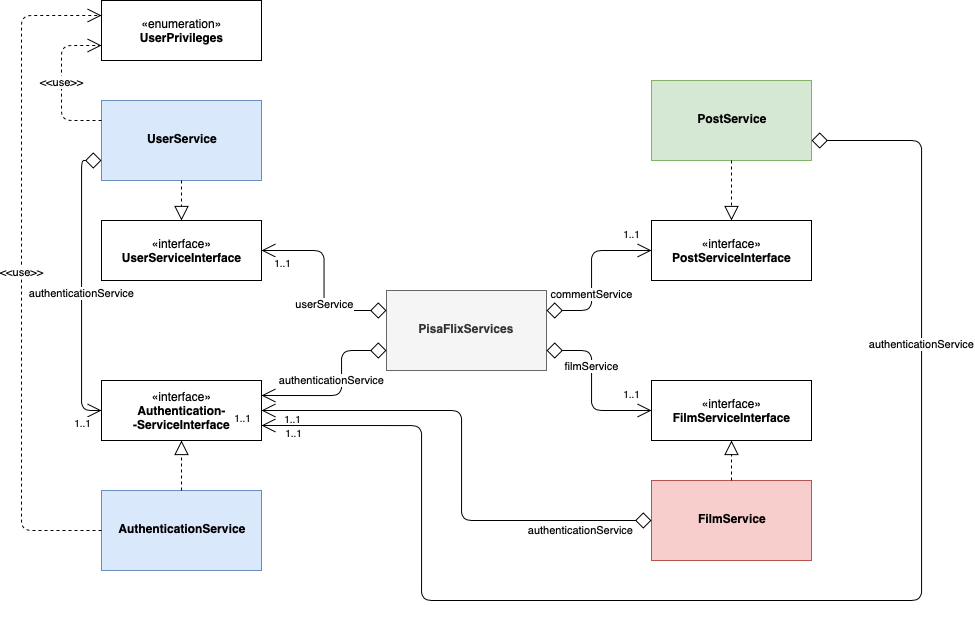 «enumeration»
UserPrivileges
<<use>>
UserService
PostService
«interface»
UserServiceInterface
1..1
1..1
«interface»
PostServiceInterface
<<use>>
authenticationService
userService
commentService
PisaFlixServices
authenticationService
filmService
authenticationService
«interface»
Authentication-
-ServiceInterface
1..1
1..1
1..1
1..1
1..1
«interface»
FilmServiceInterface
AuthenticationService
authenticationService
FilmService